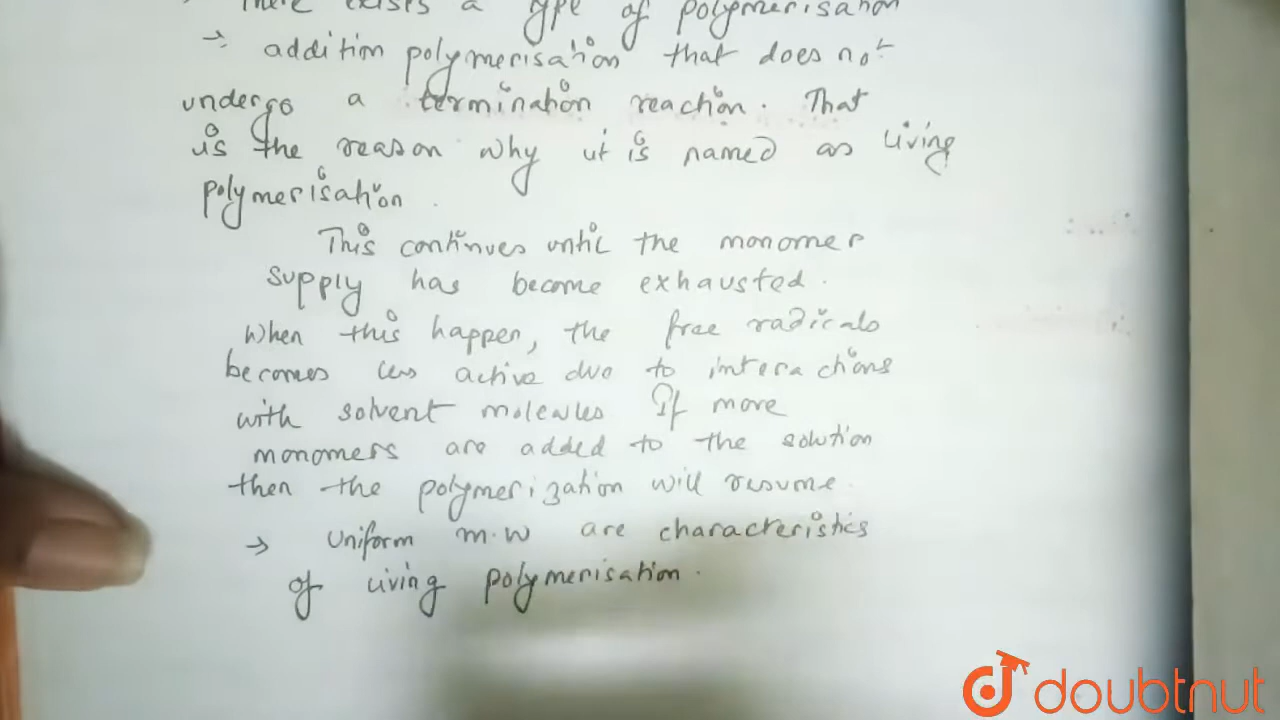 There exists a type of polymerisation
→ addition polymerisation that does not
undergo a termination reaction. That
is the reason why it is named as living
polymerisation.
This continues until the monomer
supply has become exhausted.
When this happen, the free radicals
becomes less active due to interactions
with solvent molecules If more
monomers are added to the solution
then the polymerization will resume.
→ Uniform m.w are characteristics
of living polymerisation.
doubtnut